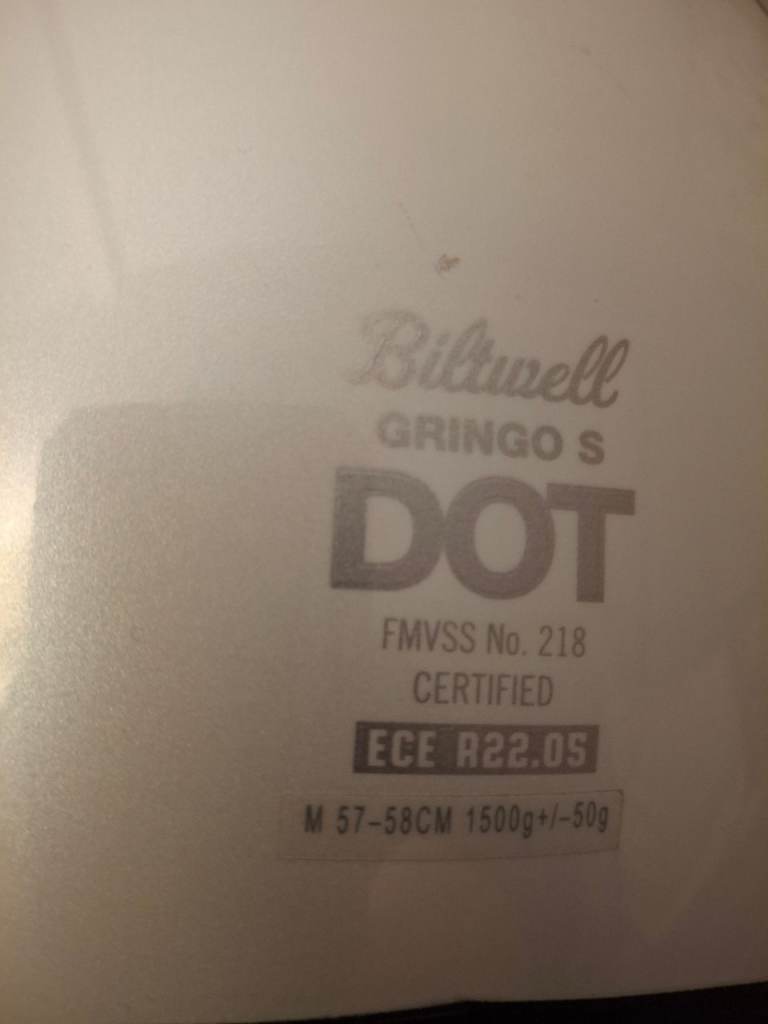 Biltwell
GRINGO S
DOT
FMVSS No. 218
CERTIFIED
ECE R22.05
M 57-58CM 1500g+/-50g